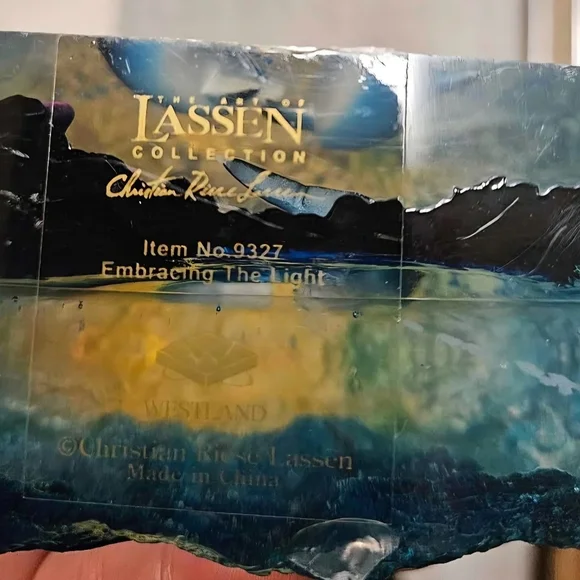 THE ART OF
LASSEN
COLLECTION
Christian Riese Lassen
Item No.9327
Embracing The Light
WESTLAND
©Christian Riese Lassen
Made in China